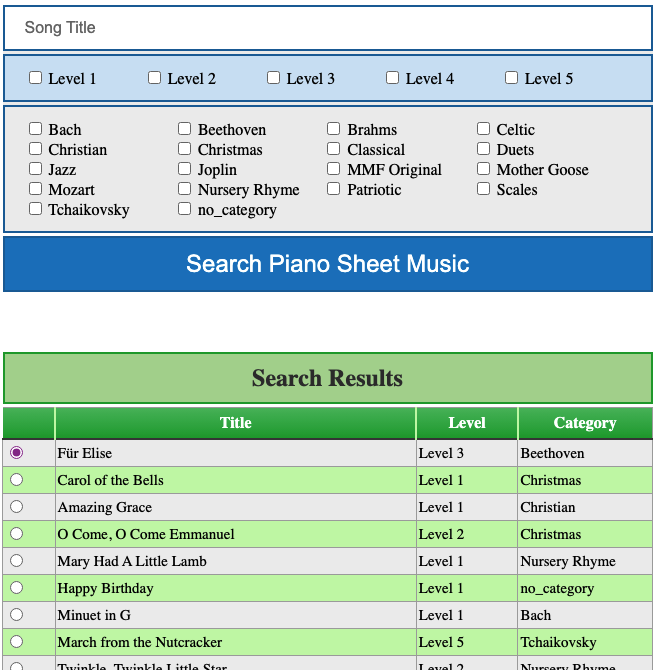 Song Title
Level 1 Level 2 Level 3 Level 4 Level 5
Bach Beethoven Brahms Celtic
Christian Christmas Classical Duets
Jazz Joplin MMF Original Mother Goose
Mozart Nursery Rhyme Patriotic Scales
Tchaikovsky no_category
Search Piano Sheet Music
Search Results
Title Level Category
Für Elise Level 3 Beethoven
Carol of the Bells Level 1 Christmas
Amazing Grace Level 1 Christian
O Come, O Come Emmanuel Level 2 Christmas
Mary Had A Little Lamb Level 1 Nursery Rhyme
Happy Birthday Level 1 no_category
Minuet in G Level 1 Bach
March from the Nutcracker Level 5 Tchaikovsky
Twinkle, Twinkle Little Star Level 2 Nursery Rhyme